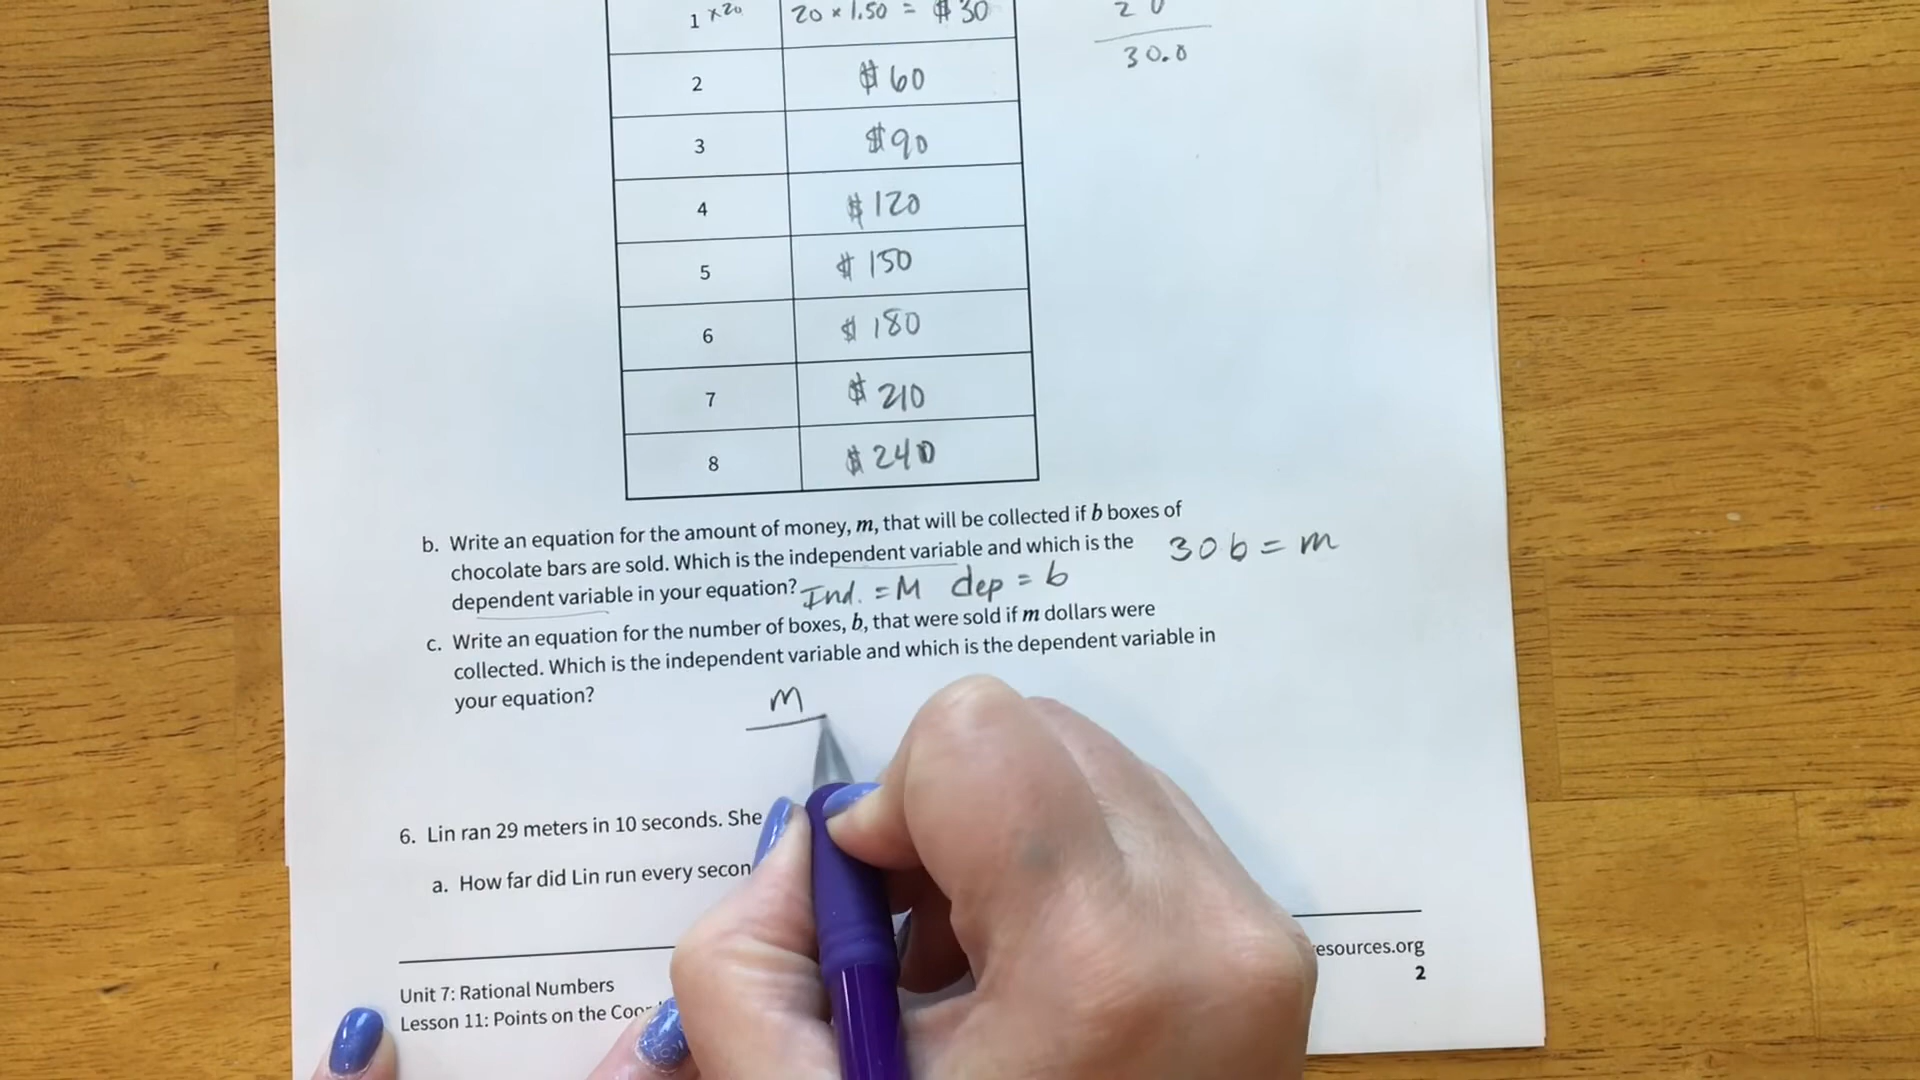 1 ×20 20 × 1.50 = $30
20
30.0
2 $60
3 $90
4 $120
5 $150
6 $180
7 $210
8 $240
b. Write an equation for the amount of money, m, that will be collected if b boxes of
chocolate bars are sold. Which is the independent variable and which is the
dependent variable in your equation? Ind. = M dep = b
30b = m
c. Write an equation for the number of boxes, b, that were sold if m dollars were
collected. Which is the independent variable and which is the dependent variable in
your equation?
m
6. Lin ran 29 meters in 10 seconds. She
a. How far did Lin run every secon
Unit 7: Rational Numbers
Lesson 11: Points on the Coor
esources.org
2